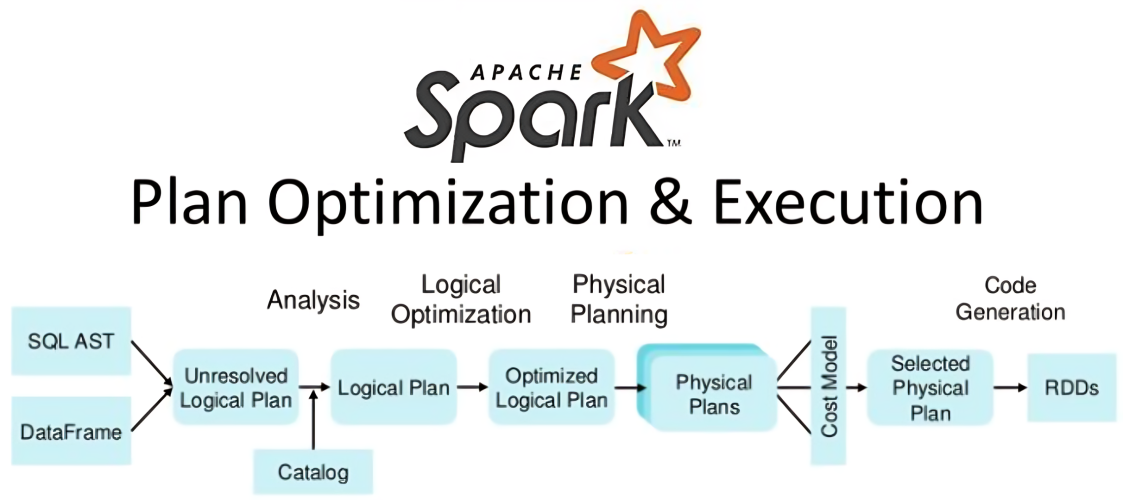 APACHE
Spark
TM
Plan Optimization & Execution
Analysis
Logical
Optimization
Physical
Planning
Code
Generation
SQL AST
DataFrame
Unresolved
Logical Plan
Catalog
Logical Plan
Optimized
Logical Plan
Physical
Plans
Cost Model
Selected
Physical
Plan
RDDs